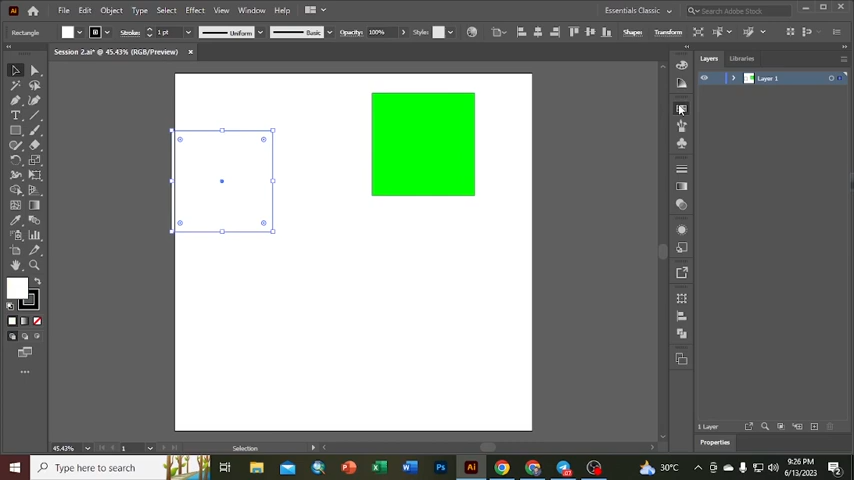 File Edit Object Type Select Effect View Window Help
Essentials Classic
Search Adobe Stock
Rectangle
Stroke:
1 pt
Uniform
Basic
Opacity:
100%
Style:
Shape:
Transform
Session 2.ai* @ 45.43% (RGB/Preview)
Layers
Libraries
Layer 1
1 Layer
Properties
45.43%
1
Selection
Type here to search
30°C
9:26 PM
6/13/2023
2